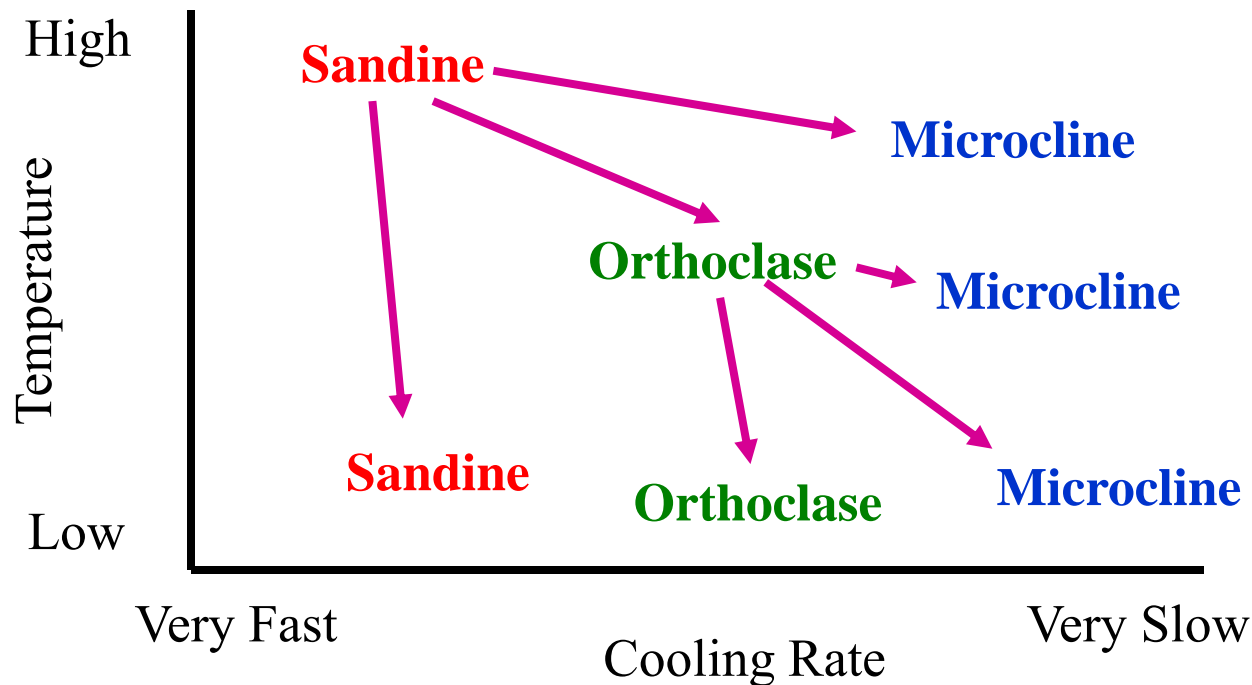 High
Sandine
Microcline
Temperature
Orthoclase
Microcline
Sandine
Orthoclase
Microcline
Low
Very Fast
Very Slow
Cooling Rate